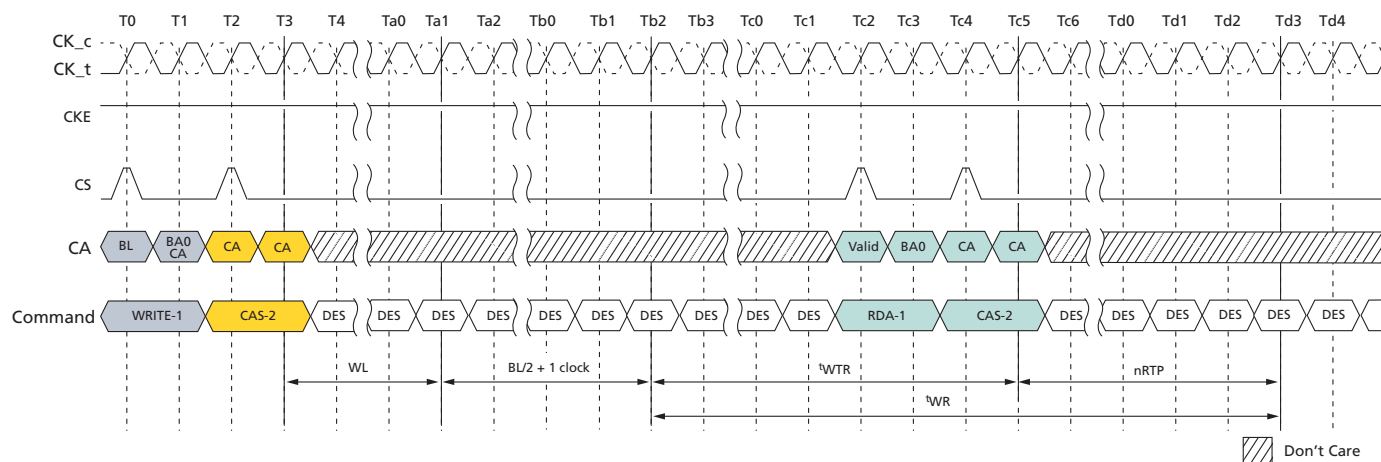 T0 T1 T2 T3 T4 Ta0 Ta1 Ta2 Tb0 Tb1 Tb2 Tb3 Tc0 Tc1 Tc2 Tc3 Tc4 Tc5 Tc6 Td0 Td1 Td2 Td3 Td4
CK_c
CK_t
CKE
CS
CA BL BA0 CA CA CA Valid BA0 CA CA
Command WRITE-1 CAS-2 DES DES DES DES DES DES DES DES DES DES RDA-1 CAS-2 DES DES DES DES DES DES
WL BL/2 + 1 clock tWTR nRTP
tWR
Don't Care